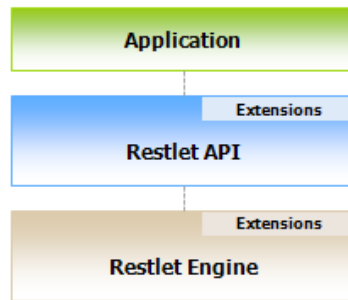 Application
Extensions
Restlet API
Extensions
Restlet Engine